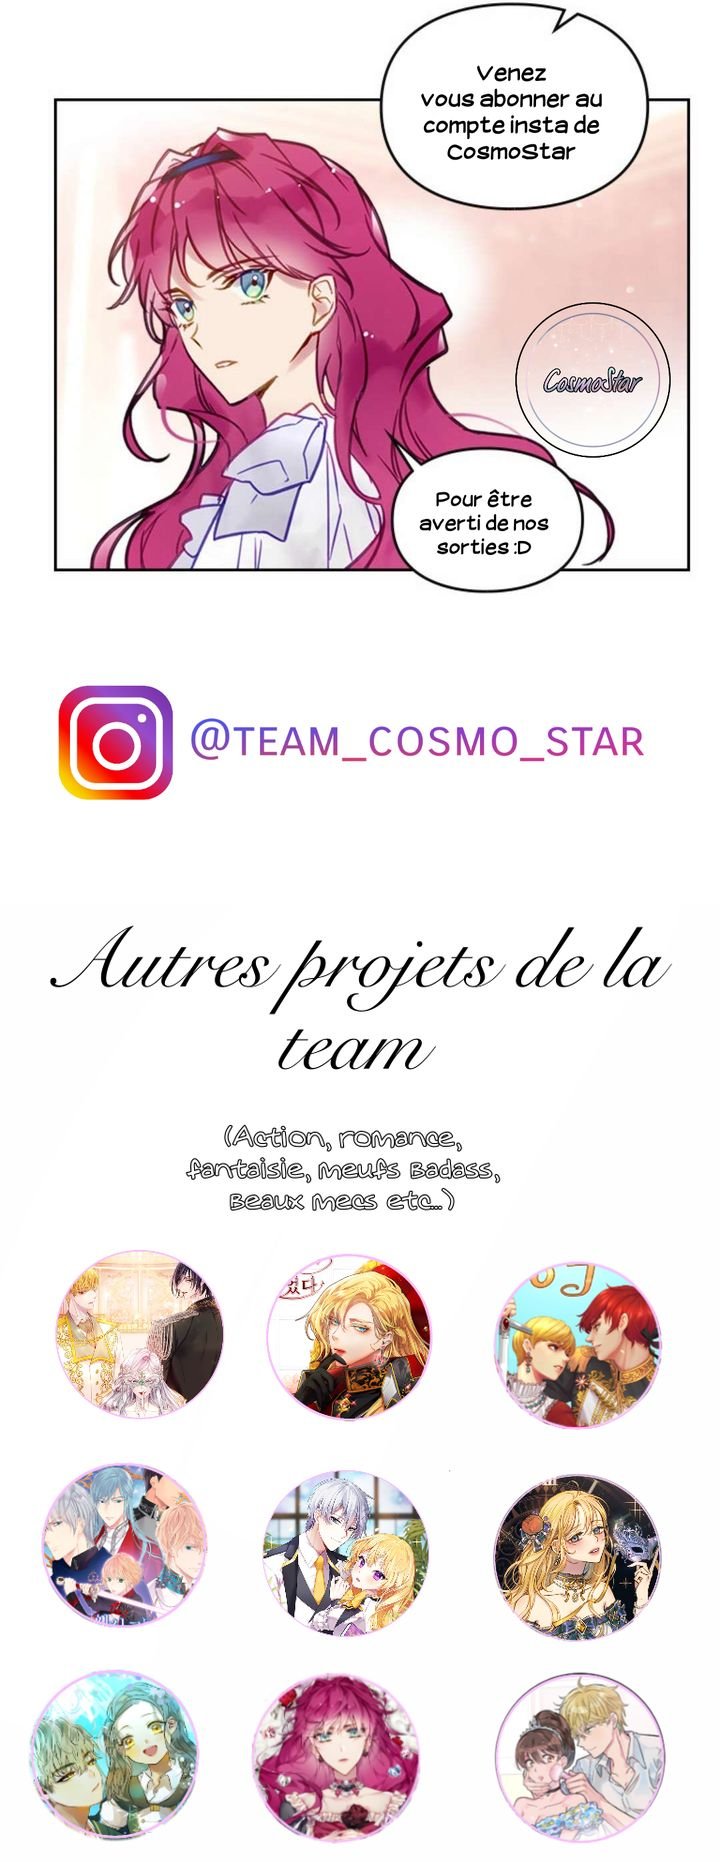 Venez
vous abonner au
compte insta de
CosmoStar
CosmoStar
Pour être
averti de nos
sorties :D
@TEAM_COSMO_STAR
Autres projets de la
team
(Action, romance,
fantaisie, meufs Badass,
Beaux mecs etc...)